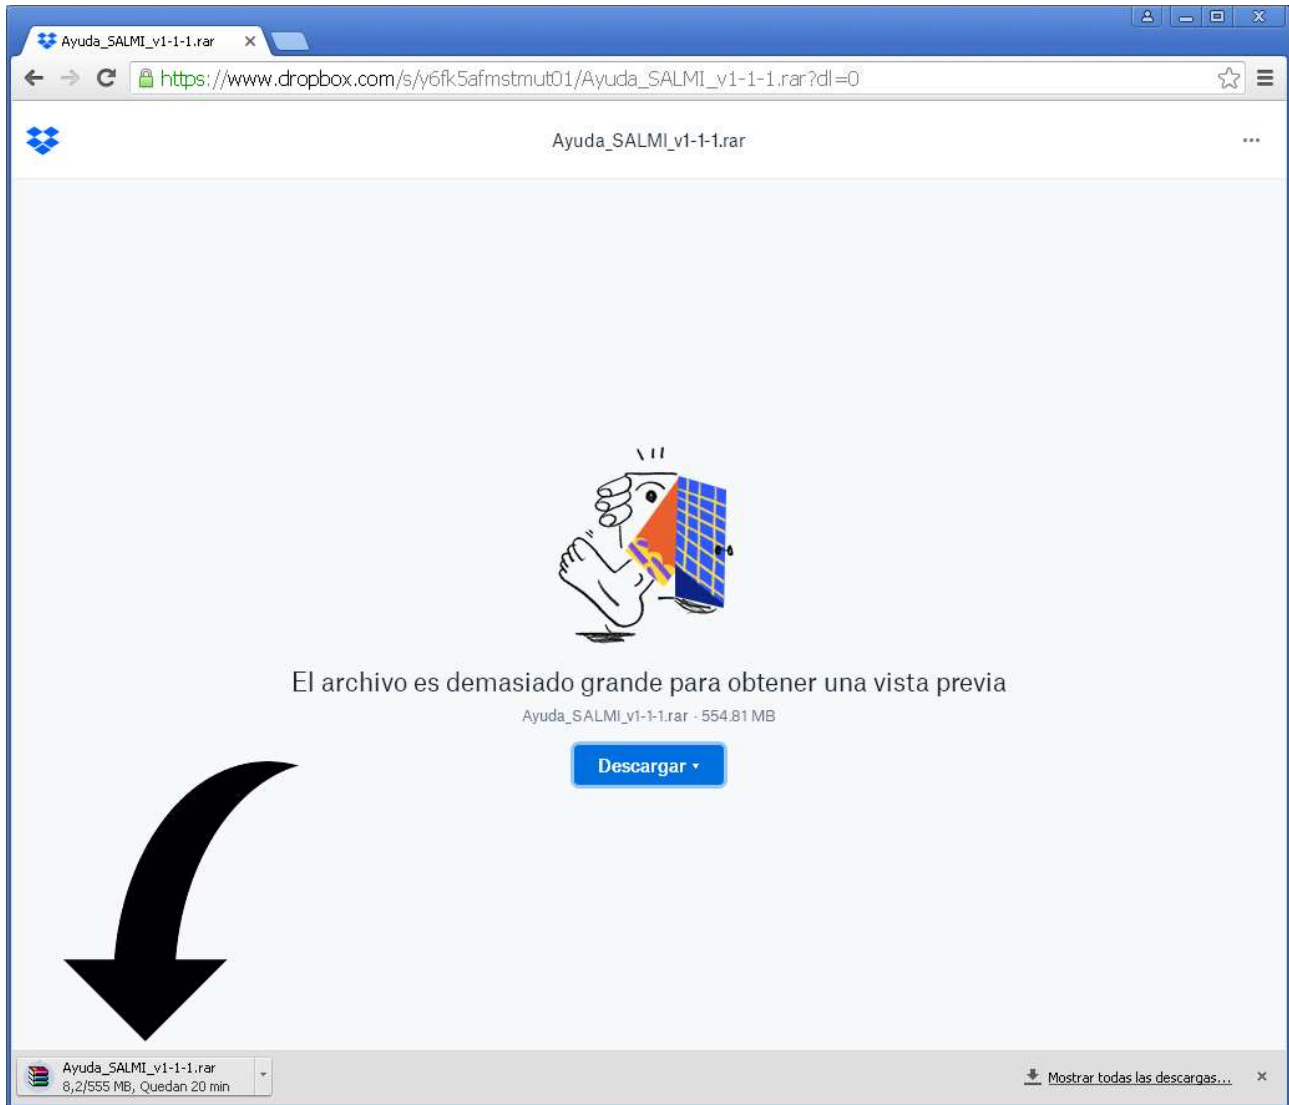 Ayuda_SALMI_v1-1-1.rar
https://www.dropbox.com/s/y6fk5afmstmut01/Ayuda_SALMI_v1-1-1.rar?dl=0
Ayuda_SALMI_v1-1-1.rar
El archivo es demasiado grande para obtener una vista previa
Ayuda_SALMI_v1-1-1.rar · 554.81 MB
Descargar
Ayuda_SALMI_v1-1-1.rar
8,2/555 MB, Quedan 20 min
Mostrar todas las descargas...